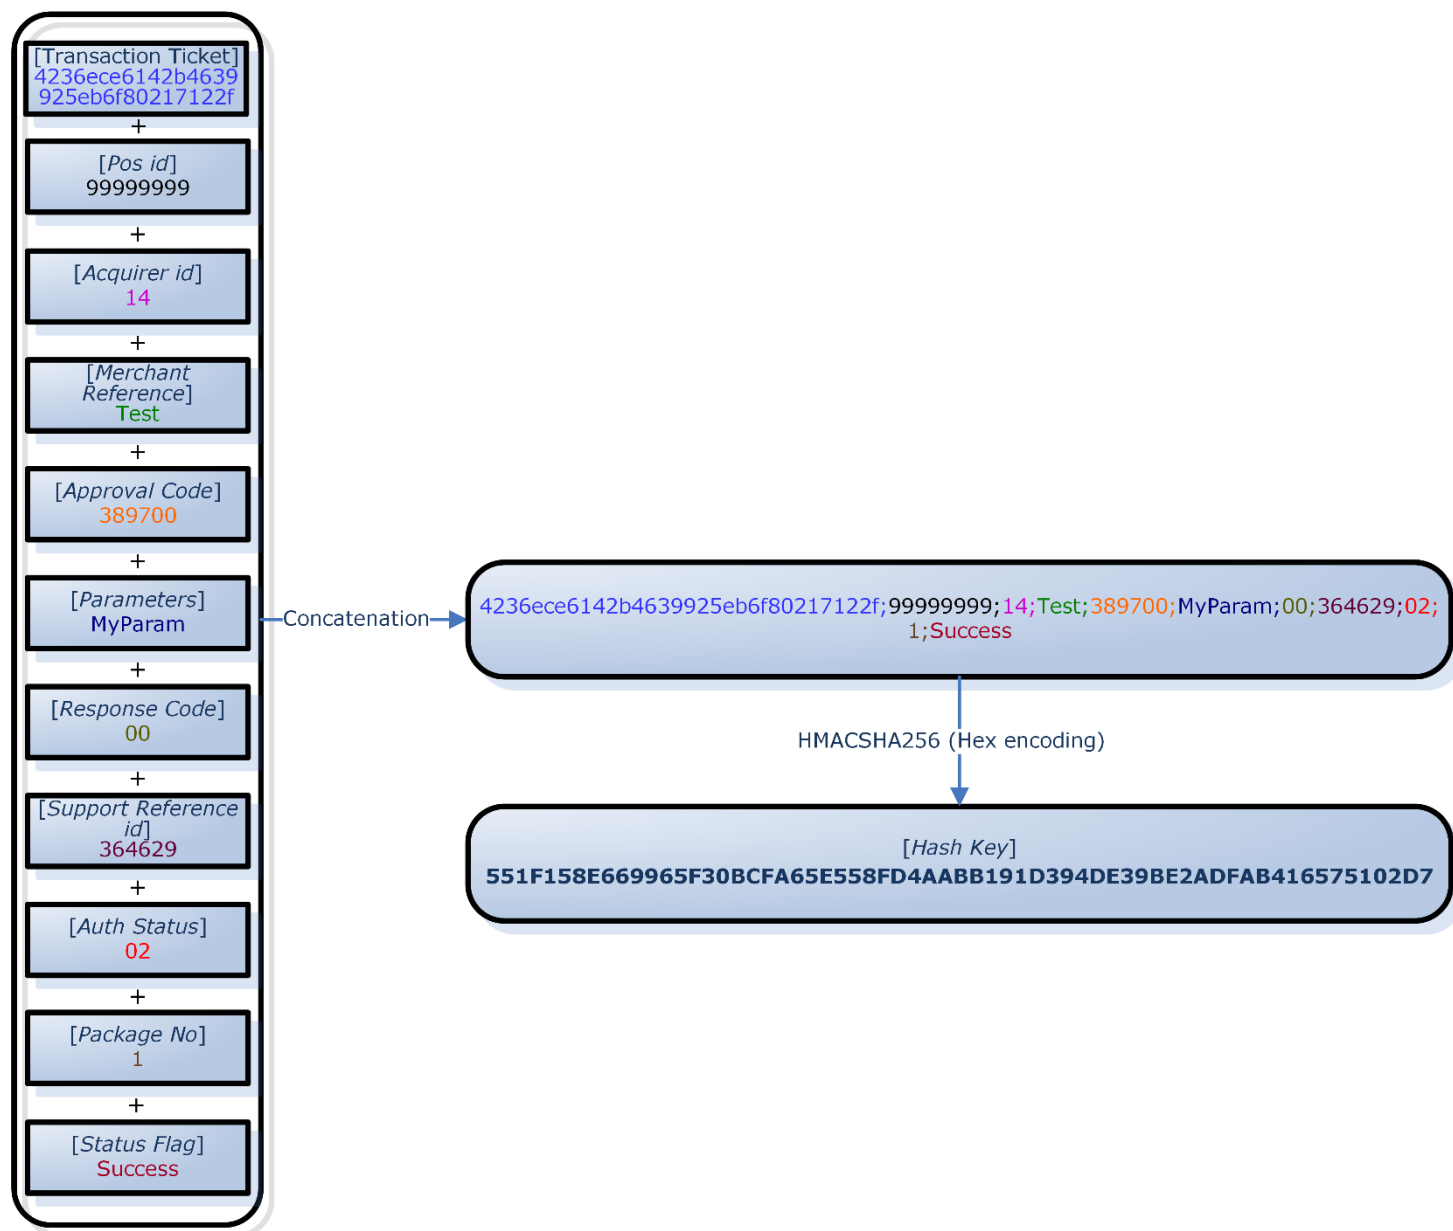 [Transaction Ticket]
4236ece6142b4639
925eb6f80217122f
+
[Pos id]
99999999
+
[Acquirer id]
14
+
[Merchant
Reference]
Test
+
[Approval Code]
389700
+
[Parameters]
MyParam
+
[Response Code]
00
+
[Support Reference
id]
364629
+
[Auth Status]
02
+
[Package No]
1
+
[Status Flag]
Success
Concatenation
4236ece6142b4639925eb6f80217122f;99999999;14;Test;389700;MyParam;00;364629;02;
1;Success
HMACSHA256 (Hex encoding)
[Hash Key]
551F158E669965F30BCFA65E558FD4AABB191D394DE39BE2ADFAB416575102D7